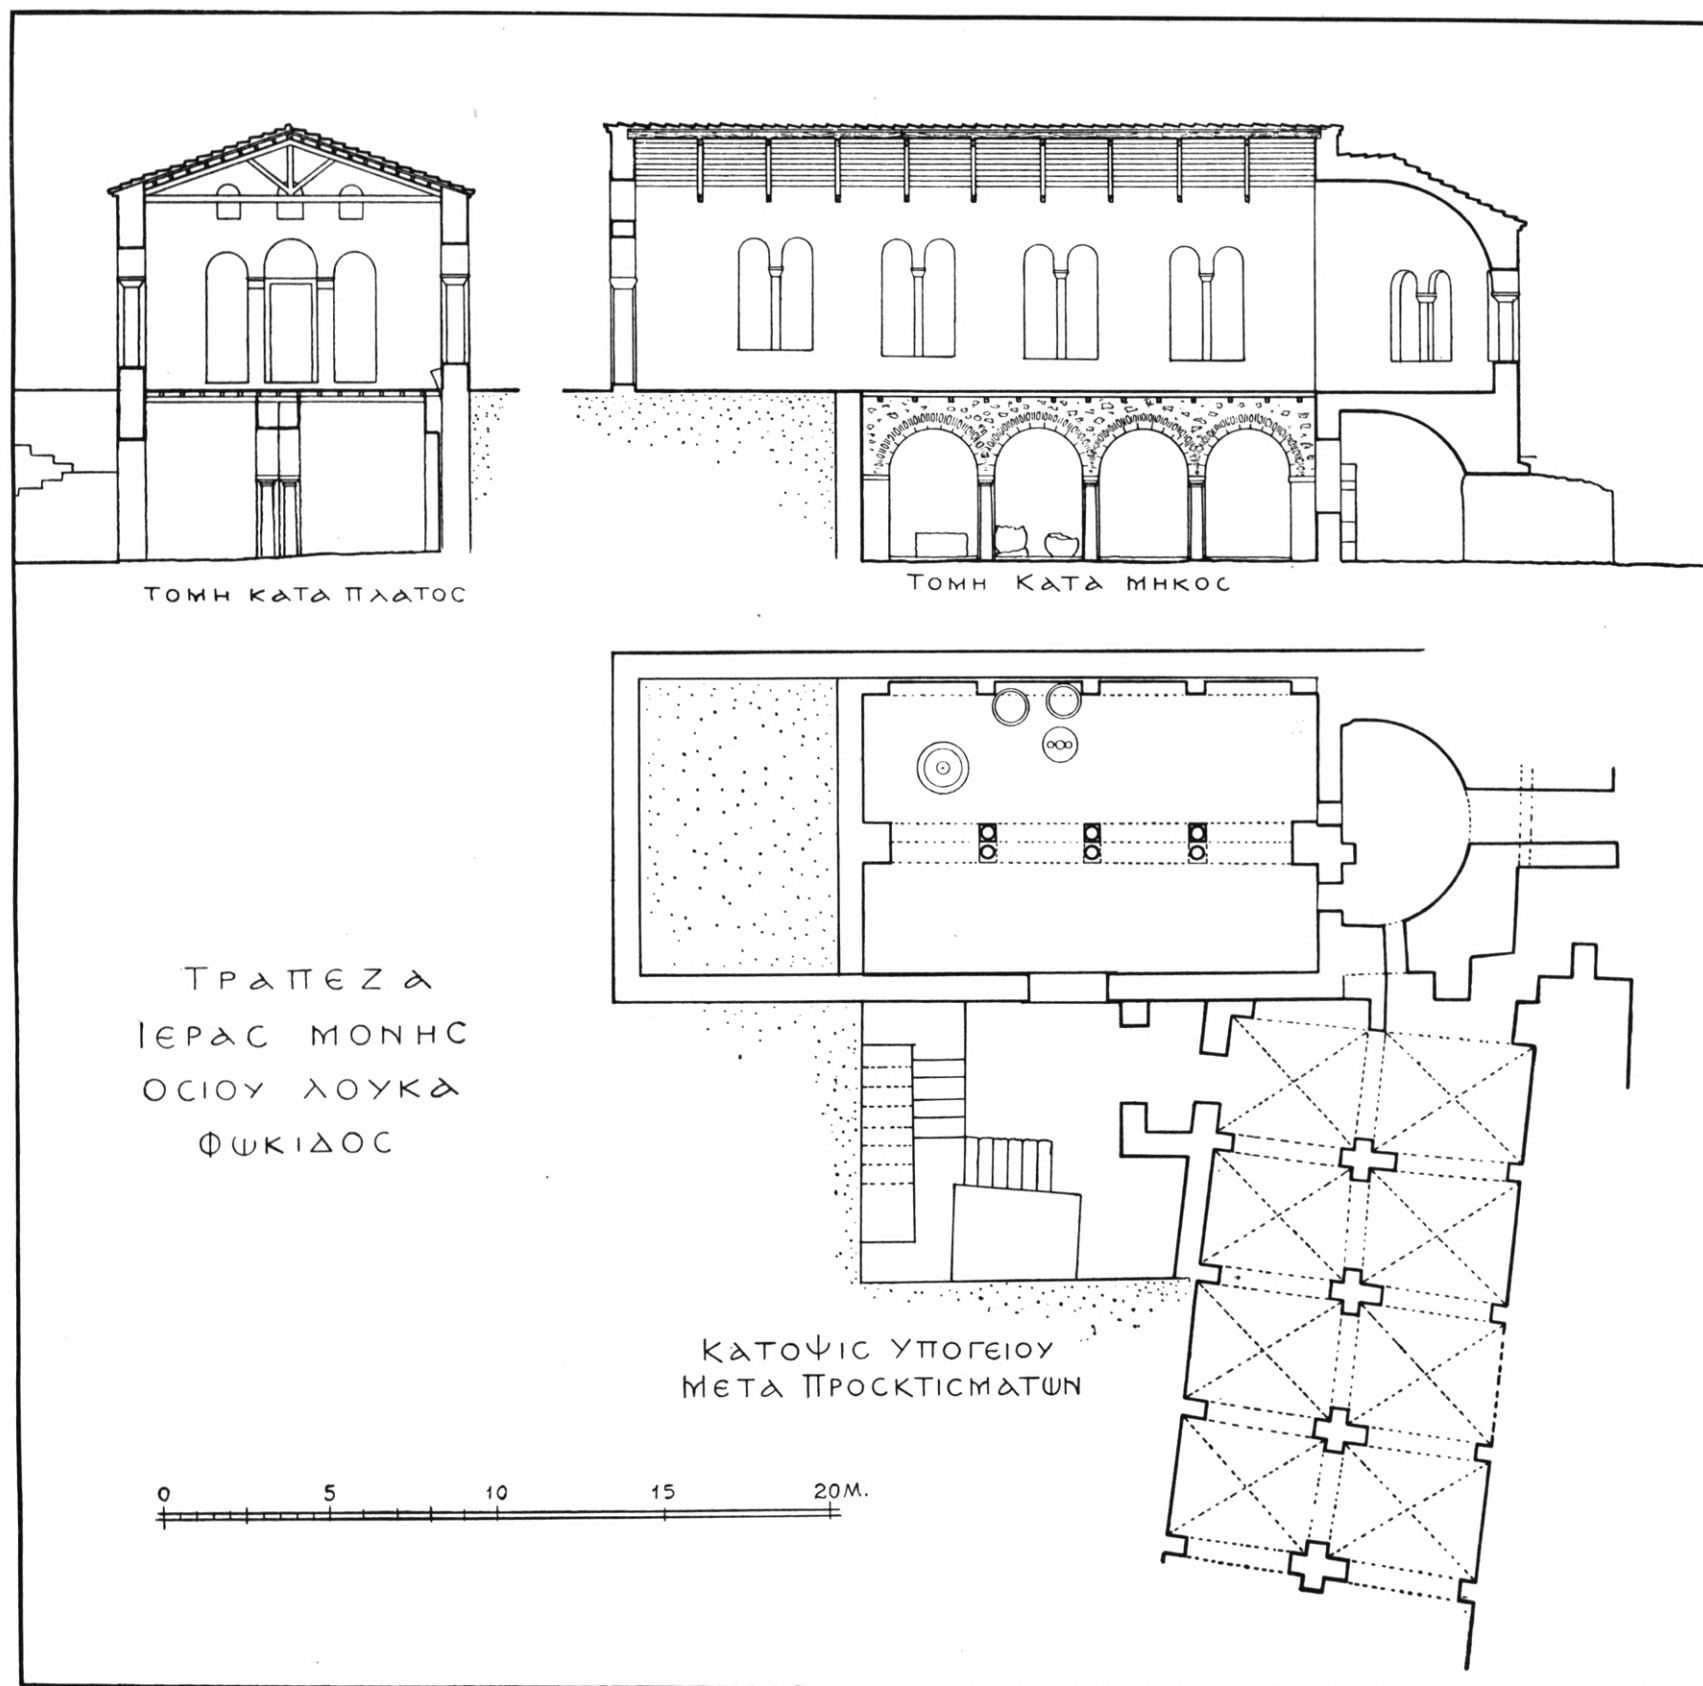 ΤΟΜΗ ΚΑΤΑ ΠΛΑΤΟϹ
ΤΟΜΗ ΚΑΤΑ ΜΗΚΟϹ
ΤΡΑΠΕΖΑ
ΙΕΡΑϹ ΜΟΝΗϹ
ΟϹΙΟΥ ΛΟΥΚΑ
ΦΩΚΙΔΟϹ
ΚΑΤΟΨΙϹ ΥΠΟΓΕΙΟΥ
ΜΕΤΑ ΠΡΟϹΚΤΙϹΜΑΤΩΝ
0 5 10 15 20Μ.